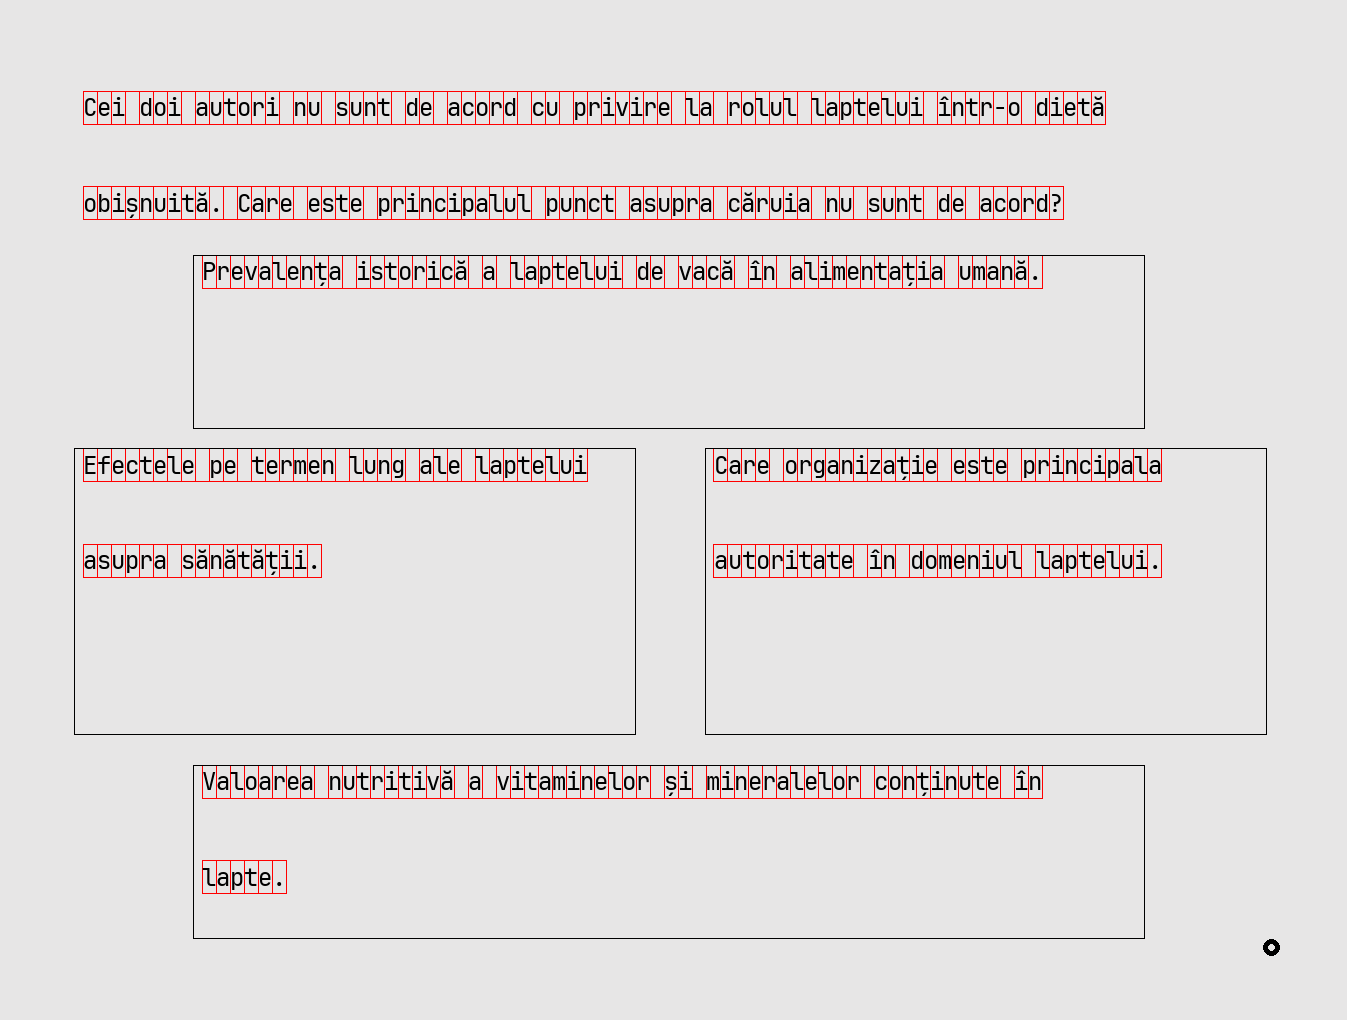 Cei doi autori nu sunt de acord cu privire la rolul laptelui într-o dietă
obișnuită. Care este principalul punct asupra căruia nu sunt de acord?
Prevalența istorică a laptelui de vacă în alimentația umană.
Efectele pe termen lung ale laptelui
asupra sănătății.
Care organizație este principala
autoritate în domeniul laptelui.
Valoarea nutritivă a vitaminelor și mineralelor conținute în
lapte.